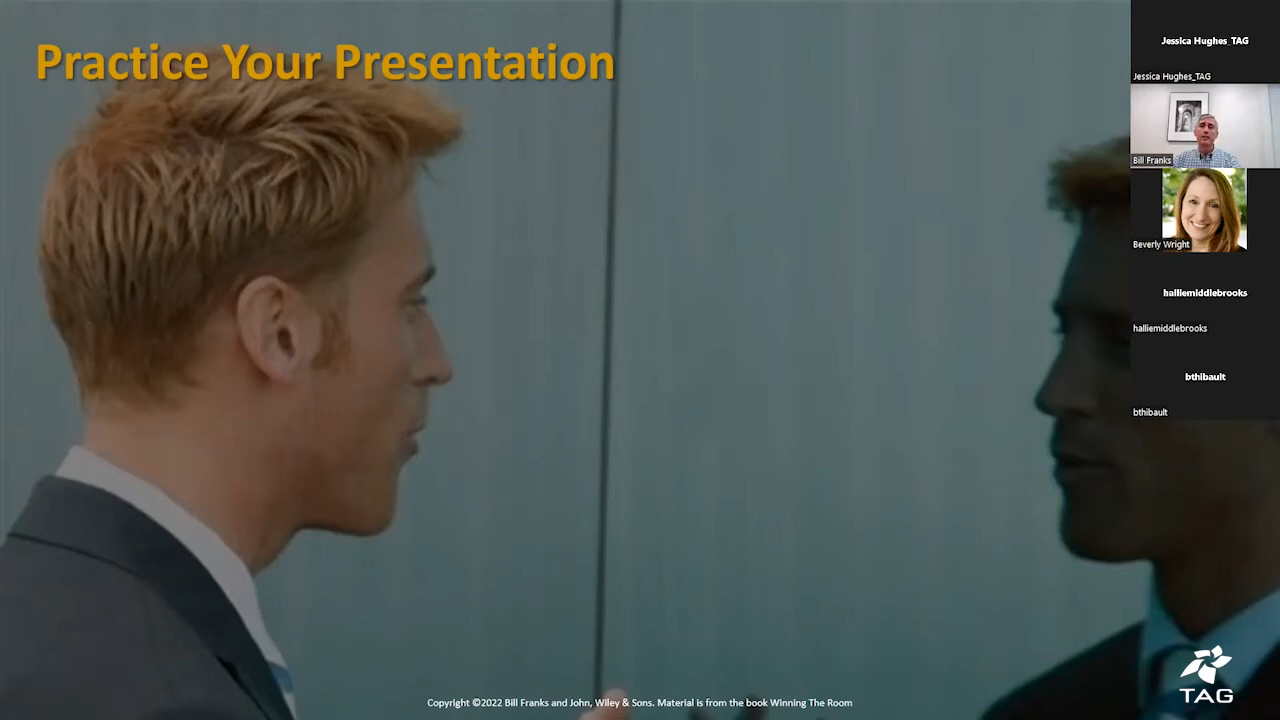 Practice Your Presentation
Jessica Hughes_TAG
Jessica Hughes_TAG
Bill Franks
Beverly Wright
halliemiddlebrooks
halliemiddlebrooks
bthibault
bthibault
TAG
Copyright ©2022 Bill Franks and John, Wiley & Sons. Material is from the book Winning The Room